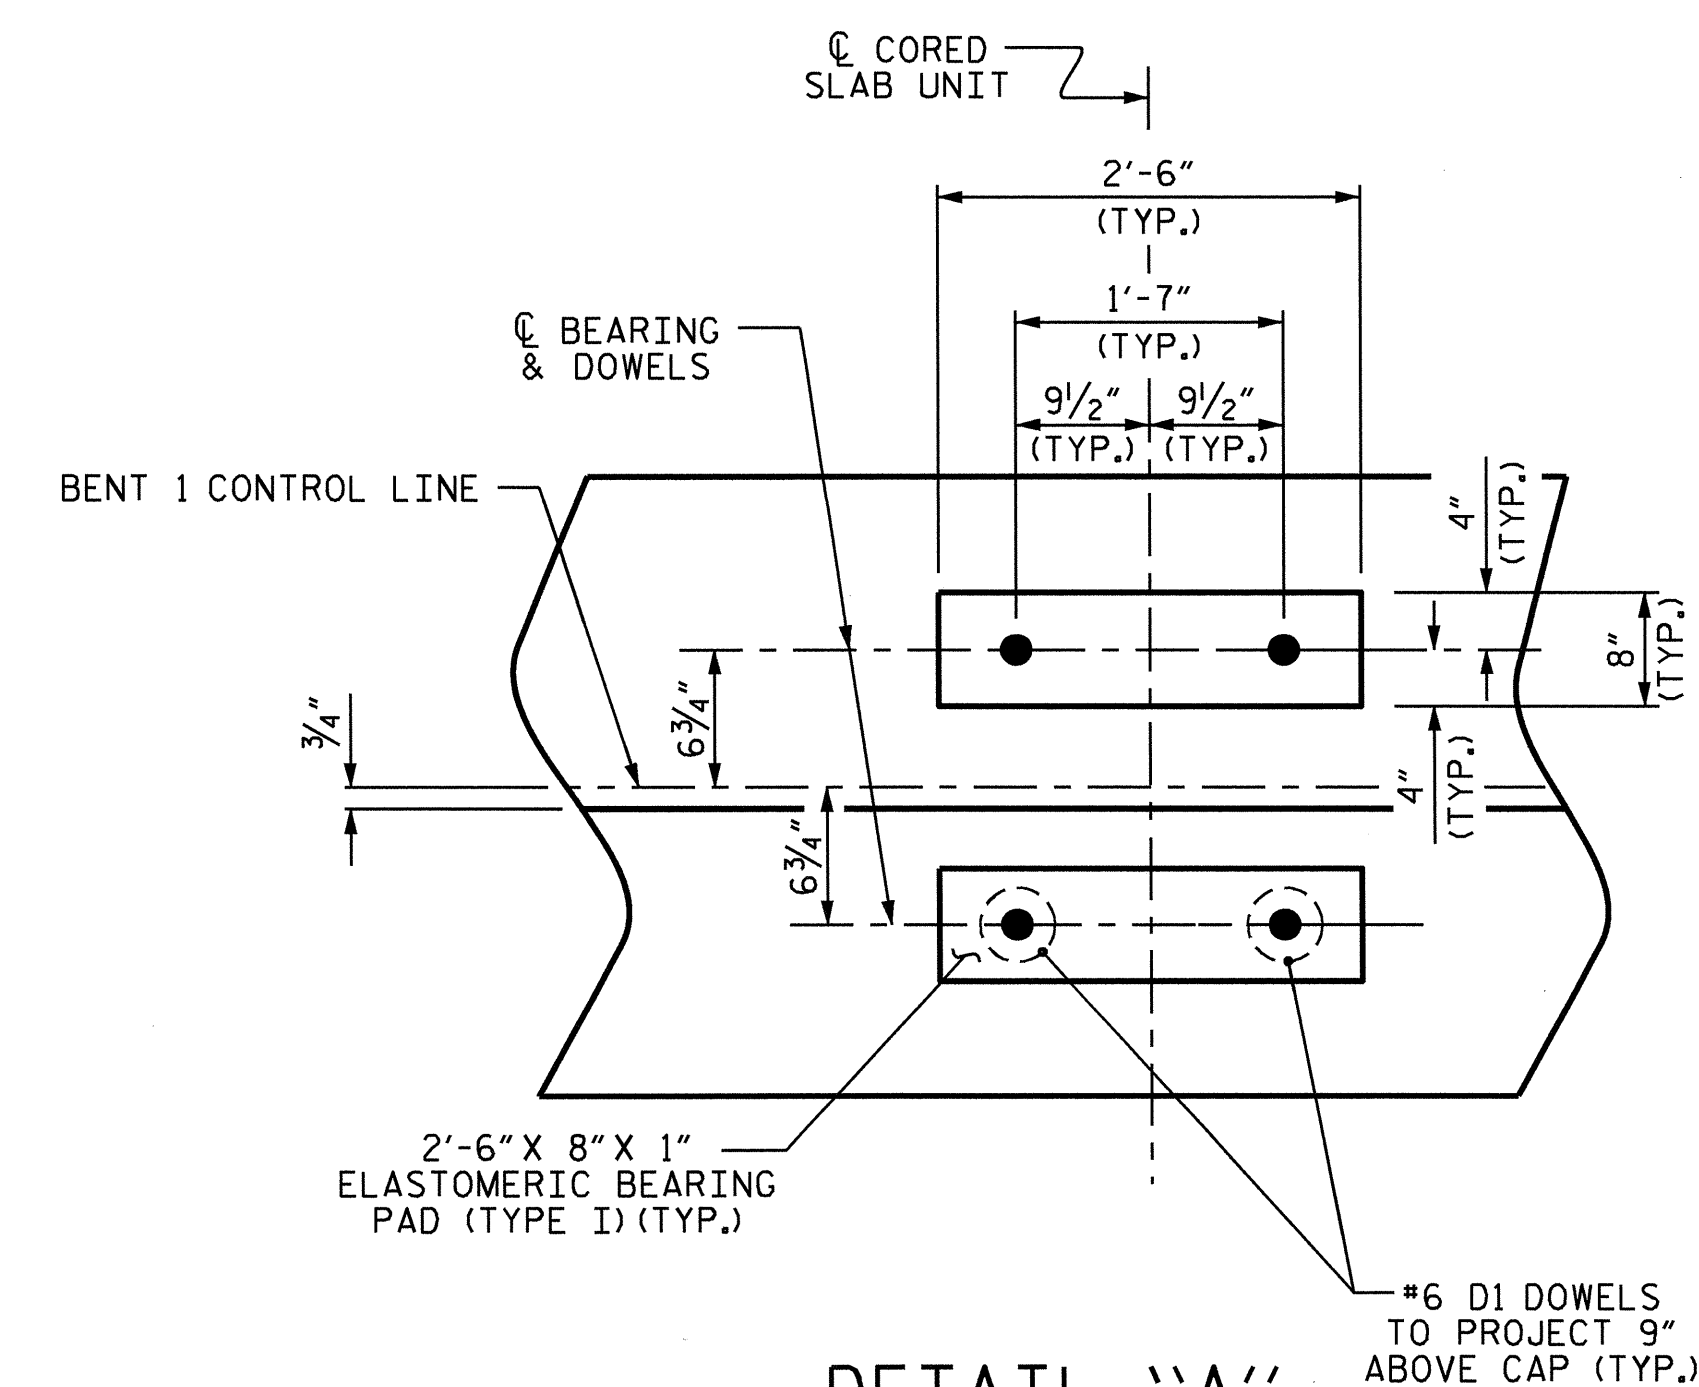 ℄ CORED
SLAB UNIT
2'-6"
(TYP.)
1'-7"
(TYP.)
9½" 9½"
(TYP.) (TYP.)
℄ BEARING
& DOWELS
BENT 1 CONTROL LINE
4"
(TYP.)
8"
(TYP.)
6¾"
¾"
4"
(TYP.)
6¾"
2'-6" X 8" X 1"
ELASTOMERIC BEARING
PAD (TYPE I)(TYP.)
#6 D1 DOWELS
TO PROJECT 9"
ABOVE CAP (TYP.)
DETAIL "A"